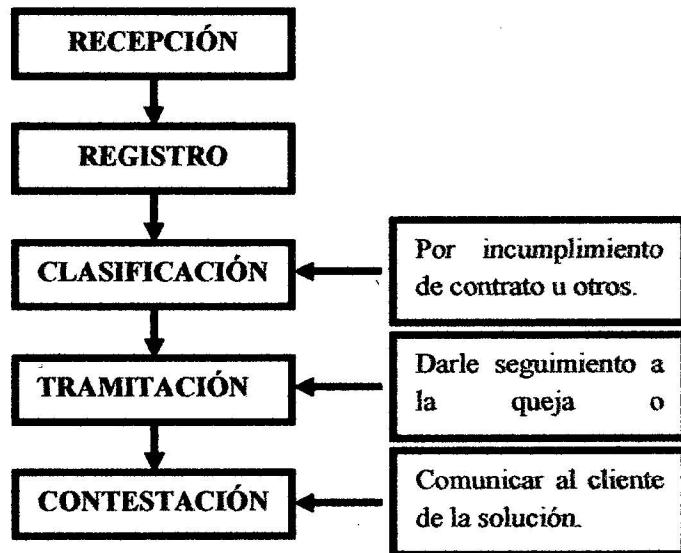 RECEPCIÓN
REGISTRO
CLASIFICACIÓN
Por incumplimiento
de contrato u otros.
TRAMITACIÓN
Darle seguimiento a
la queja o
CONTESTACIÓN
Comunicar al cliente
de la solución.